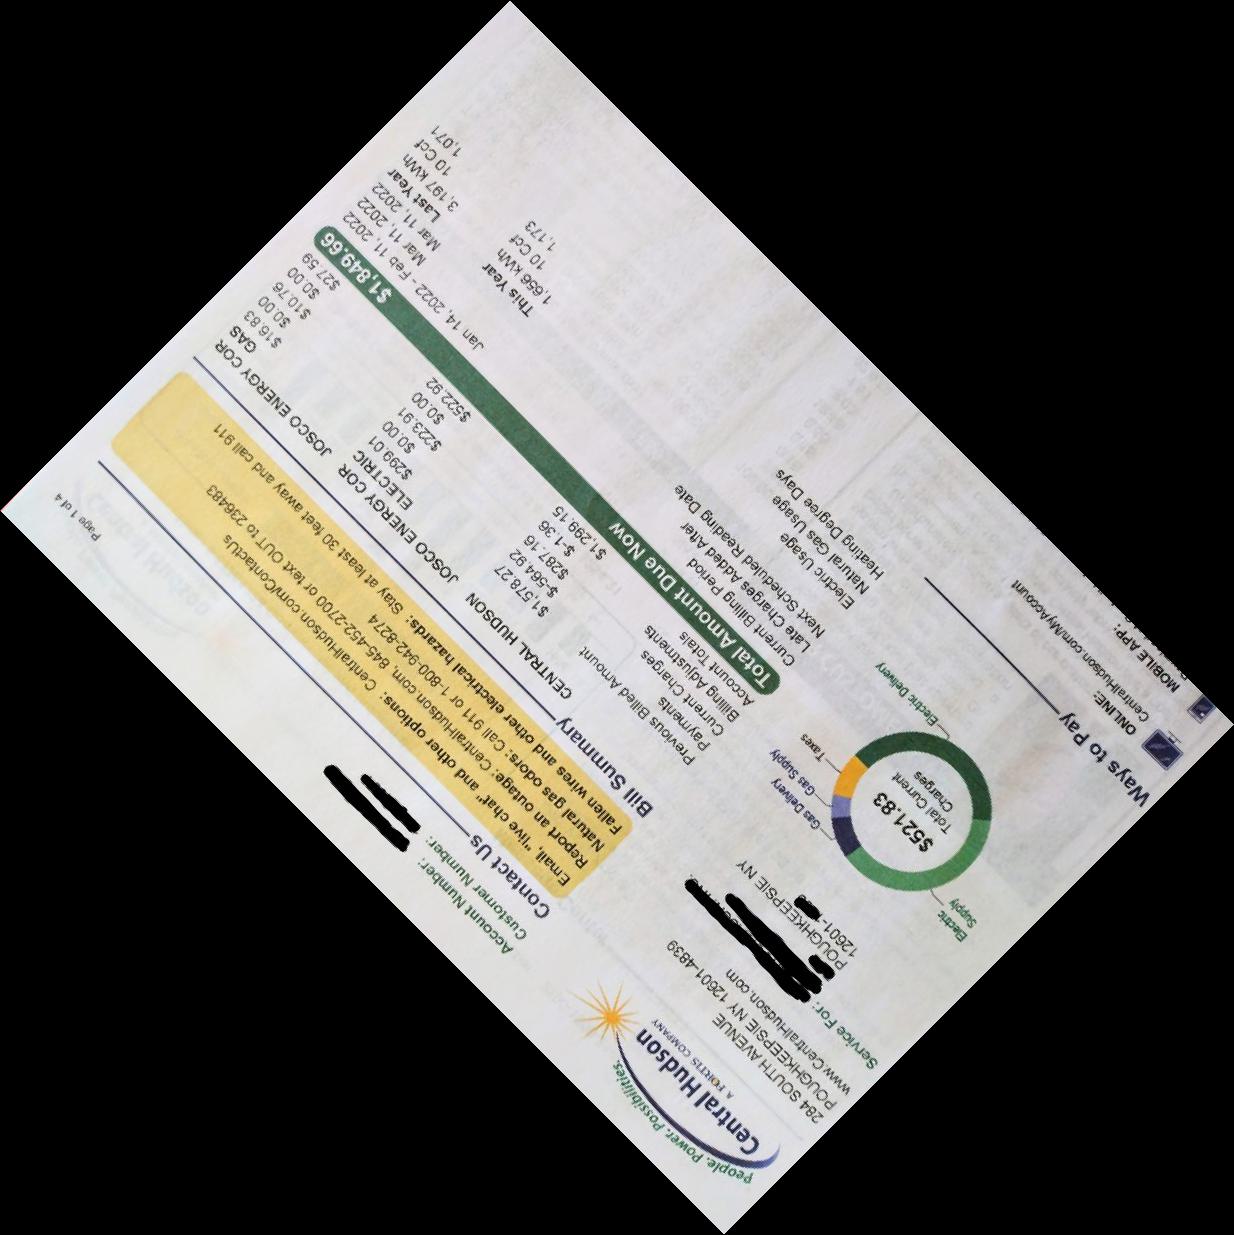 People. Power. Possibilities.
Central Hudson
A FORTIS COMPANY
284 SOUTH AVENUE
POUGHKEEPSIE NY 12601-4839
www.CentralHudson.com
Service For:
POUGHKEEPSIE NY
12601-
Electric Supply
Gas Delivery
Gas Supply
Taxes
Electric Delivery
$521.83
Total Current
Charges
Ways to Pay
ONLINE:
CentralHudson.com/MyAccount
MOBILE APP:
Account Number:
Customer Number:
Page 1 of 4
Contact Us
Email, "live chat" and other options: CentralHudson.com/ContactUs
Report an outage: CentralHudson.com, 845-452-2700 or text OUT to 236483
Natural gas odors: Call 911 or 1-800-942-8274
Fallen wires and other electrical hazards: Stay at least 30 feet away and call 911
Bill Summary
CENTRAL HUDSON JOSCO ENERGY COR ELECTRIC JOSCO ENERGY COR GAS
Previous Billed Amount $1,578.27 $299.01 $16.83
Payments $-564.92 $0.00 $0.00
Current Charges $287.16 $223.91 $10.76
Billing Adjustments $-1.36 $0.00 $0.00
Account Totals $1,299.15 $522.92 $27.59
Total Amount Due Now $1,849.66
Current Billing Period Jan 14, 2022 - Feb 11, 2022
Late Charges Added After Mar 11, 2022
Next Scheduled Reading Date Mar 11, 2022
This Year Last Year
Electric Usage 1,656 kWh 3,197 kWh
Natural Gas Usage 10 Ccf 10 Ccf
Heating Degree Days 1,173 1,071